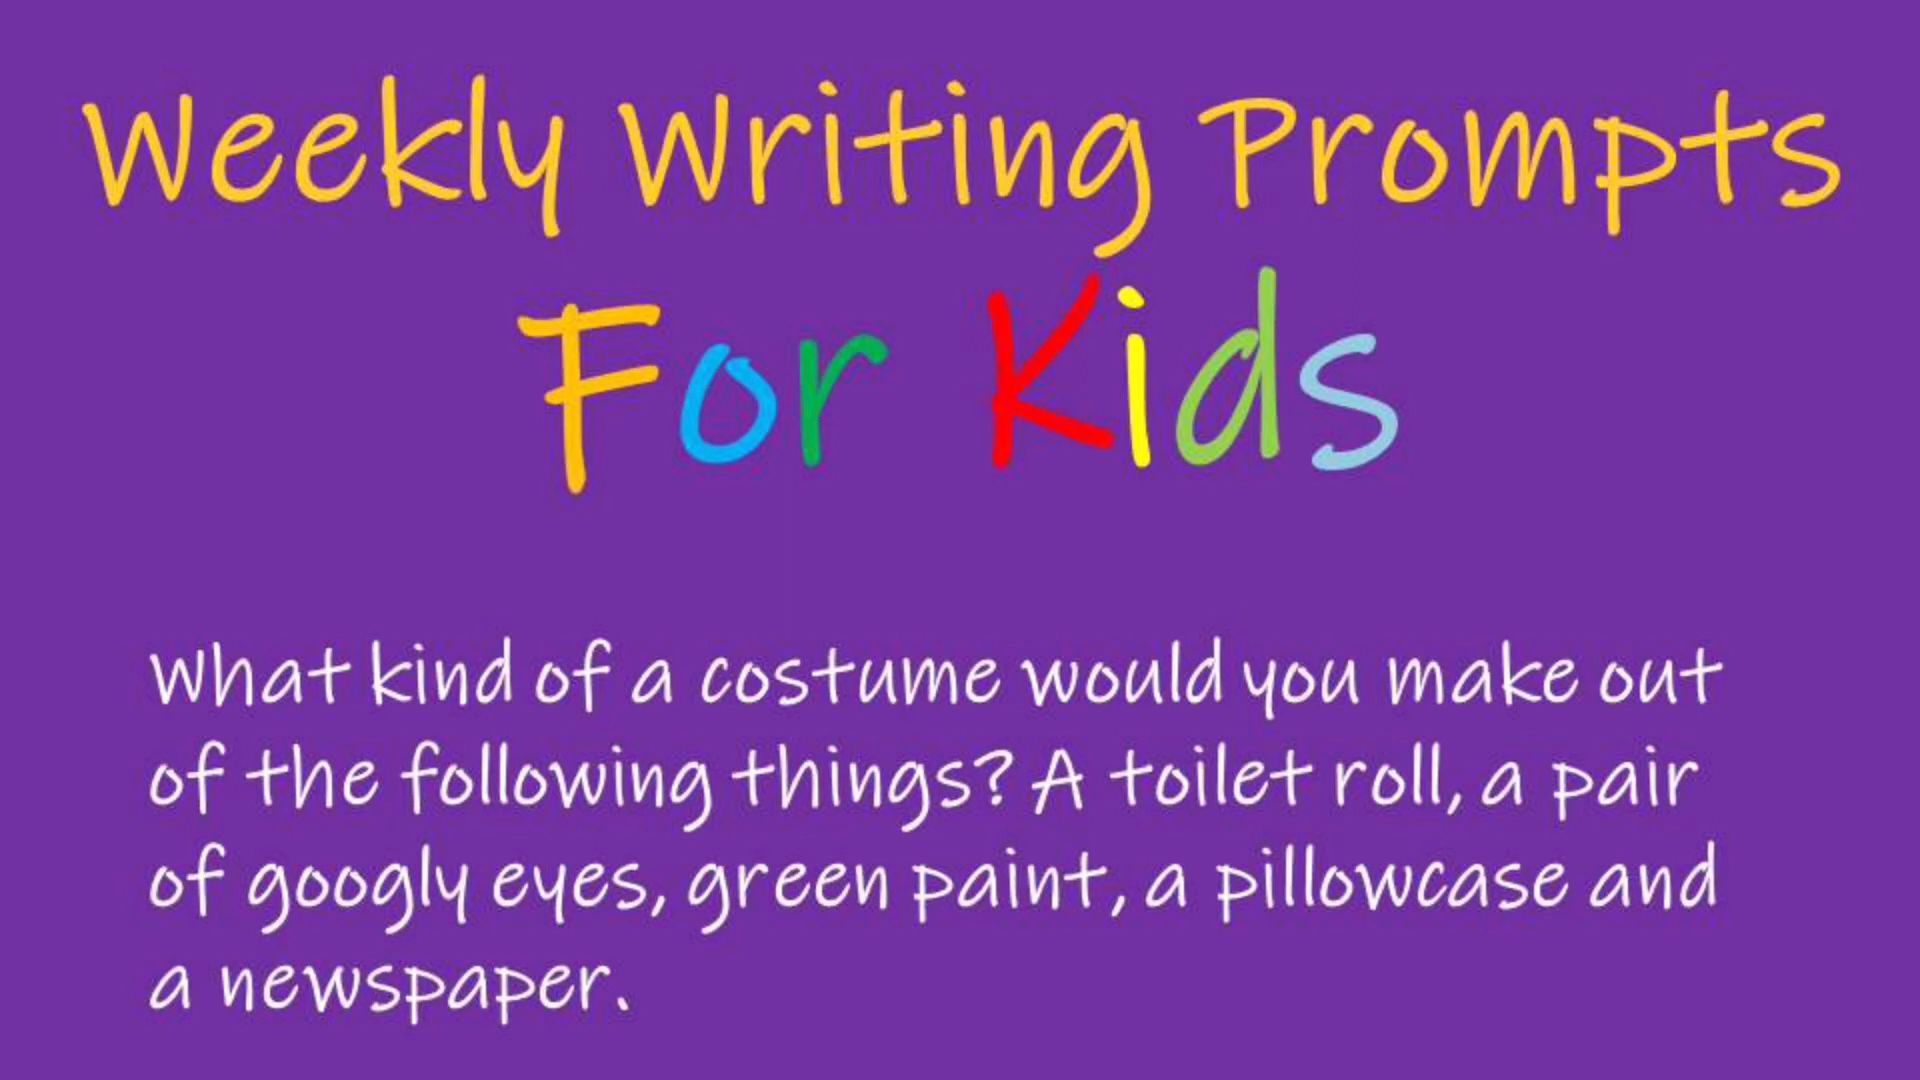 Weekly Writing Prompts
For Kids
What kind of a costume would you make out
of the following things? A toilet roll, a pair
of googly eyes, green paint, a pillowcase and
a newspaper.